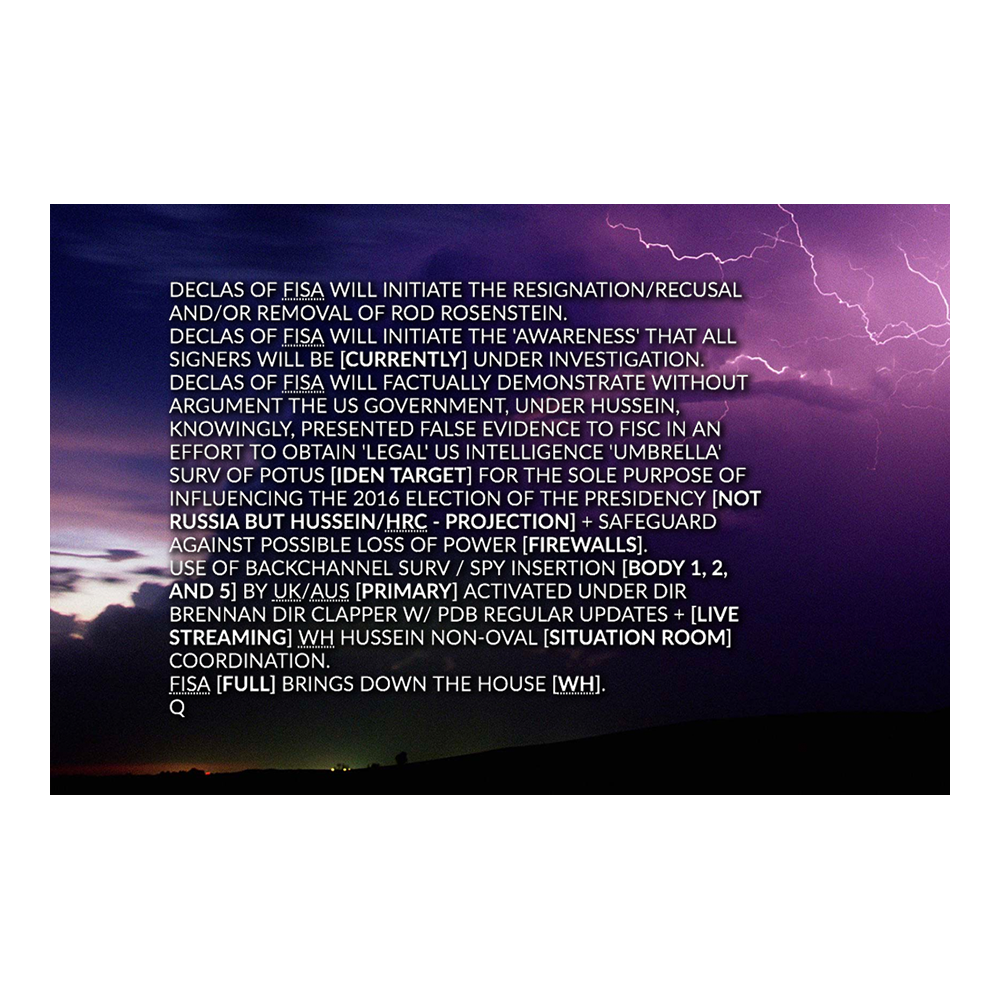 DECLAS OF FISA WILL INITIATE THE RESIGNATION/RECUSAL
AND/OR REMOVAL OF ROD ROSENSTEIN.
DECLAS OF FISA WILL INITIATE THE 'AWARENESS' THAT ALL
SIGNERS WILL BE [CURRENTLY] UNDER INVESTIGATION.
DECLAS OF FISA WILL FACTUALLY DEMONSTRATE WITHOUT
ARGUMENT THE US GOVERNMENT, UNDER HUSSEIN,
KNOWINGLY, PRESENTED FALSE EVIDENCE TO FISC IN AN
EFFORT TO OBTAIN 'LEGAL' US INTELLIGENCE 'UMBRELLA'
SURV OF POTUS [IDEN TARGET] FOR THE SOLE PURPOSE OF
INFLUENCING THE 2016 ELECTION OF THE PRESIDENCY [NOT
RUSSIA BUT HUSSEIN/HRC - PROJECTION] + SAFEGUARD
AGAINST POSSIBLE LOSS OF POWER [FIREWALLS].
USE OF BACKCHANNEL SURV / SPY INSERTION [BODY 1, 2,
AND 5] BY UK/AUS [PRIMARY] ACTIVATED UNDER DIR
BRENNAN DIR CLAPPER W/ PDB REGULAR UPDATES + [LIVE
STREAMING] WH HUSSEIN NON-OVAL [SITUATION ROOM]
COORDINATION.
FISA [FULL] BRINGS DOWN THE HOUSE [WH].
Q